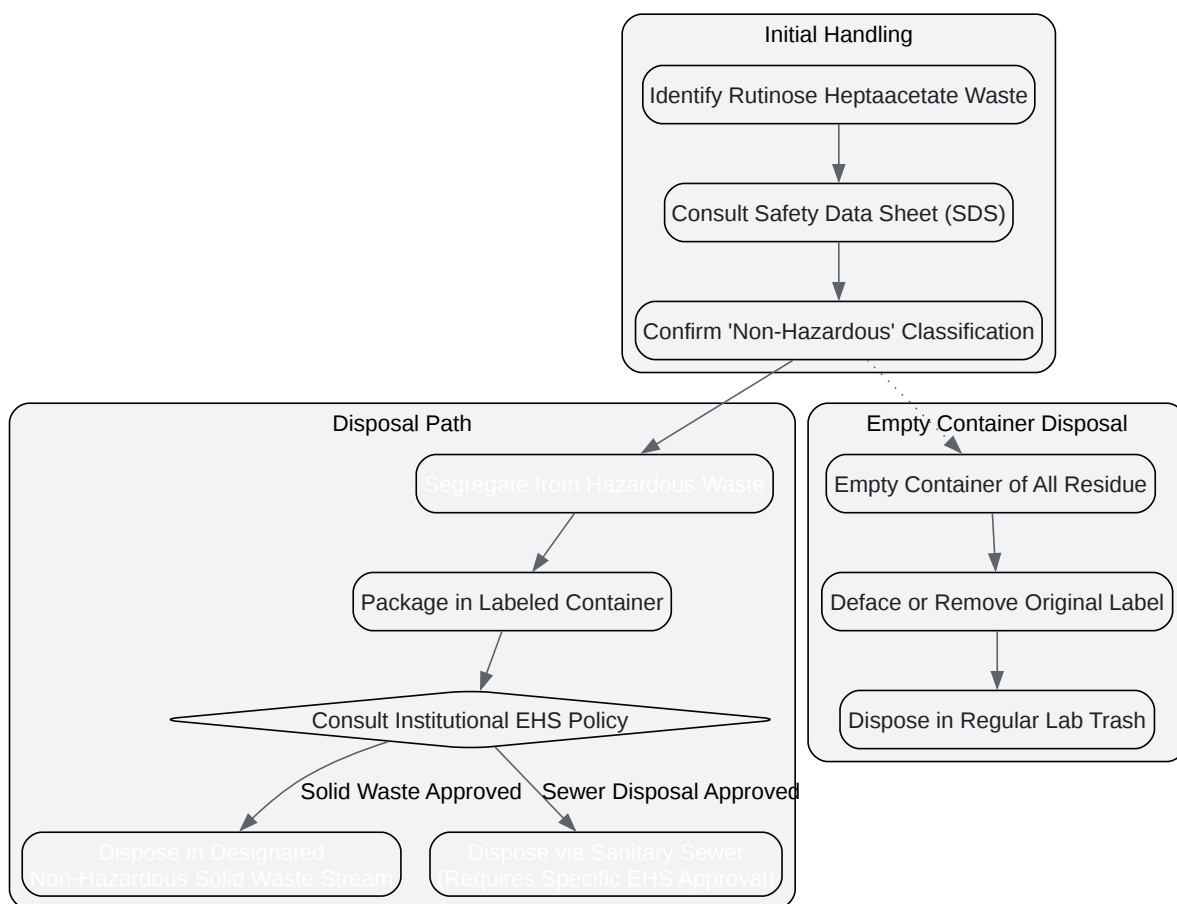 Initial Handling
Identify Rutinose Heptaacetate Waste
Consult Safety Data Sheet (SDS)
Confirm 'Non-Hazardous' Classification
Disposal Path
Segregate from Hazardous Waste
Package in Labeled Container
Consult Institutional EHS Policy
Solid Waste Approved
Sewer Disposal Approved
Dispose in Designated
Non-Hazardous Solid Waste Stream
Dispose via Sanitary Sewer
(Requires Specific EHS Approval)
Empty Container Disposal
Empty Container of All Residue
Deface or Remove Original Label
Dispose in Regular Lab Trash